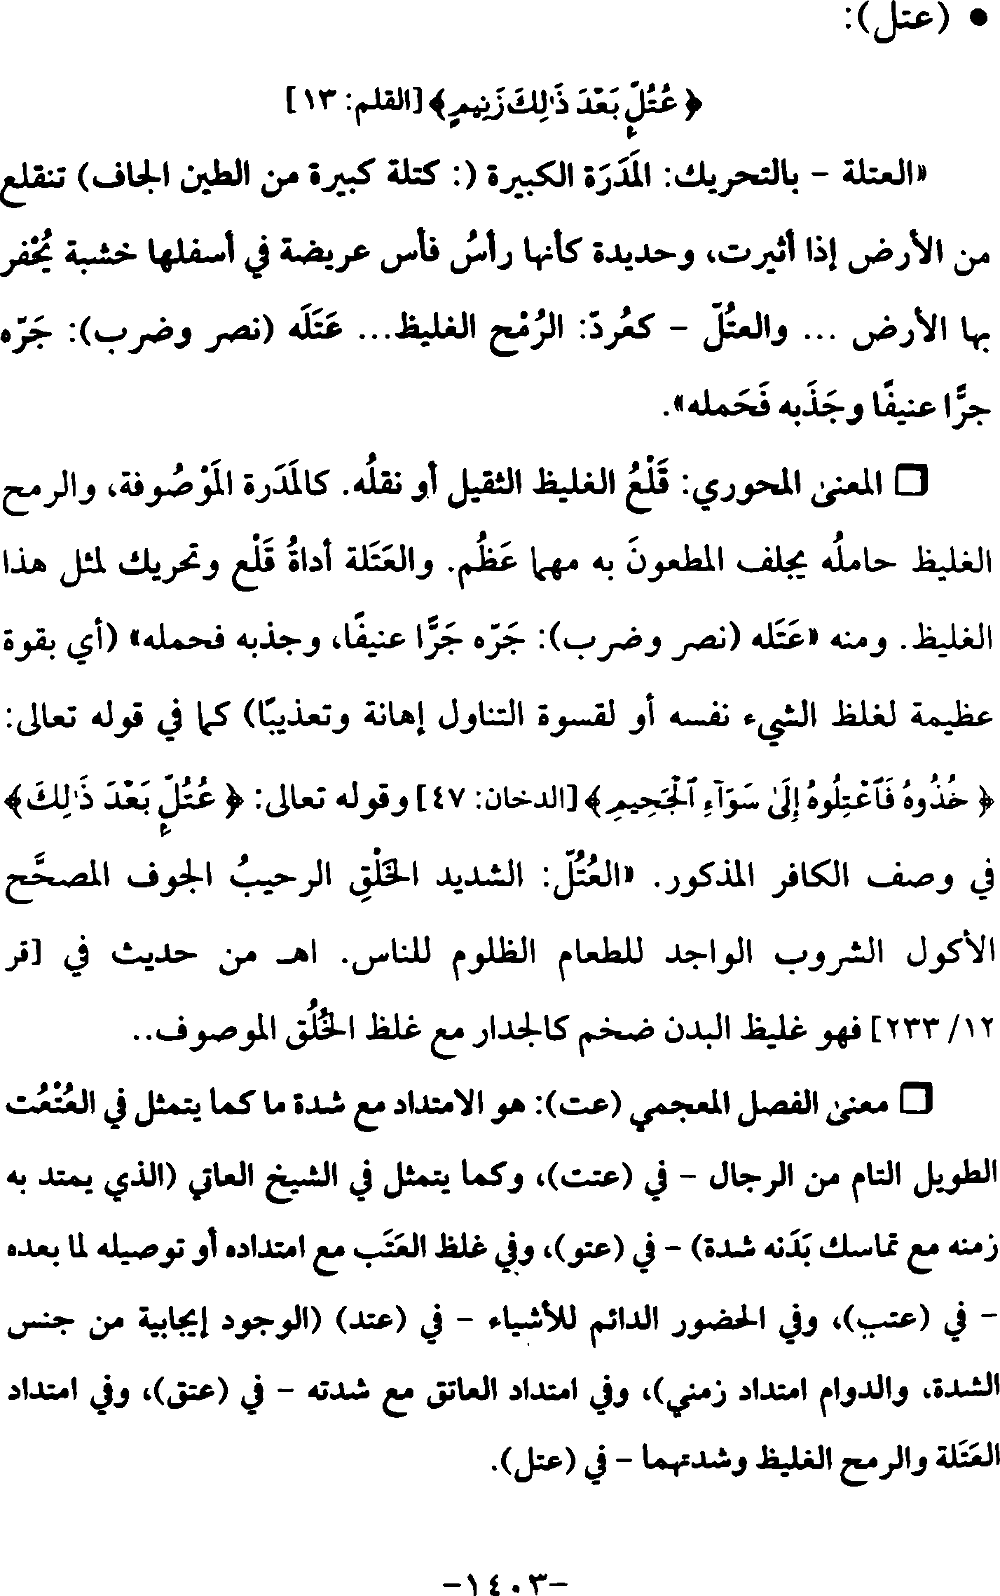 • (عتل):
﴿ عُتُلٍّۭ بَعْدَ ذَٰلِكَ زَنِيمٍ﴾ [القلم: ١٣]
«العتلة - بالتحريك: المَدَرَة الكبيرة (: كتلة كبيرة من الطين الجاف) تنقلع
من الأرض إذا أثيرت، وحديدة كأنها رأسُ فأس عريضة في أسفلها خشبة يُحْفر
بها الأرض ... والعتُلّ - كعُردّ: الرُمْح الغليظ... عَتَلَه (نصر وضرب): جَرّه
جرًّا عنيفًا وجَذَبه فَحَمله».
❒ المعنى المحوري: قَلْعُ الغليظ الثقيل أو نقلُه. كالمَدَرة المَوْصُوفة، والرمح
الغليظ حاملُه يجلف المطعونَ به مهما عَظُم. والعَتَلة أداةُ قَلْع وتحريك لمثل هذا
الغليظ. ومنه «عَتَله (نصر وضرب): جَرّه جَرًّا عنيفًا، وجذبه فحمله» (أي بقوة
عظيمة لغلظ الشيء نفسه أو لقسوة التناول إهانة وتعذيبًا) كما في قوله تعالى:
﴿ خُذُوهُ فَٱعْتِلُوهُ إِلَىٰ سَوَآءِ ٱلْجَحِيمِ﴾ [الدخان: ٤٧] وقوله تعالى: ﴿ عُتُلٍّۭ بَعْدَ ذَٰلِكَ﴾
في وصف الكافر المذكور. «العُتُلّ: الشديد الخَلْقِ الرحيبُ الجوف المصحَّح
الأكول الشروب الواجد للطعام الظلوم للناس. اهـ من حديث في [قر
١٢/ ٢٣٣] فهو غليظ البدن ضخم كالجدار مع غلظ الخُلُق الموصوف..
❒ معنى الفصل المعجمي (عت): هو الامتداد مع شدة ما كما يتمثل في العُتْعُت
الطويل التام من الرجال - في (عتت)، وكما يتمثل في الشيخ العاتي (الذي يمتد به
زمنه مع تماسك بَدَنه شدة) - في (عتو)، وفي غلظ العَتَب مع امتداده أو توصيله لما بعده
- في (عتب)، وفي الحضور الدائم للأشياء - في (عتد) (الوجود إيجابية من جنس
الشدة، والدوام امتداد زمني)، وفي امتداد العاتق مع شدته - في (عتق)، وفي امتداد
العَتَلة والرمح الغليظ وشدتهما - في (عتل).
-١٤٠٣-